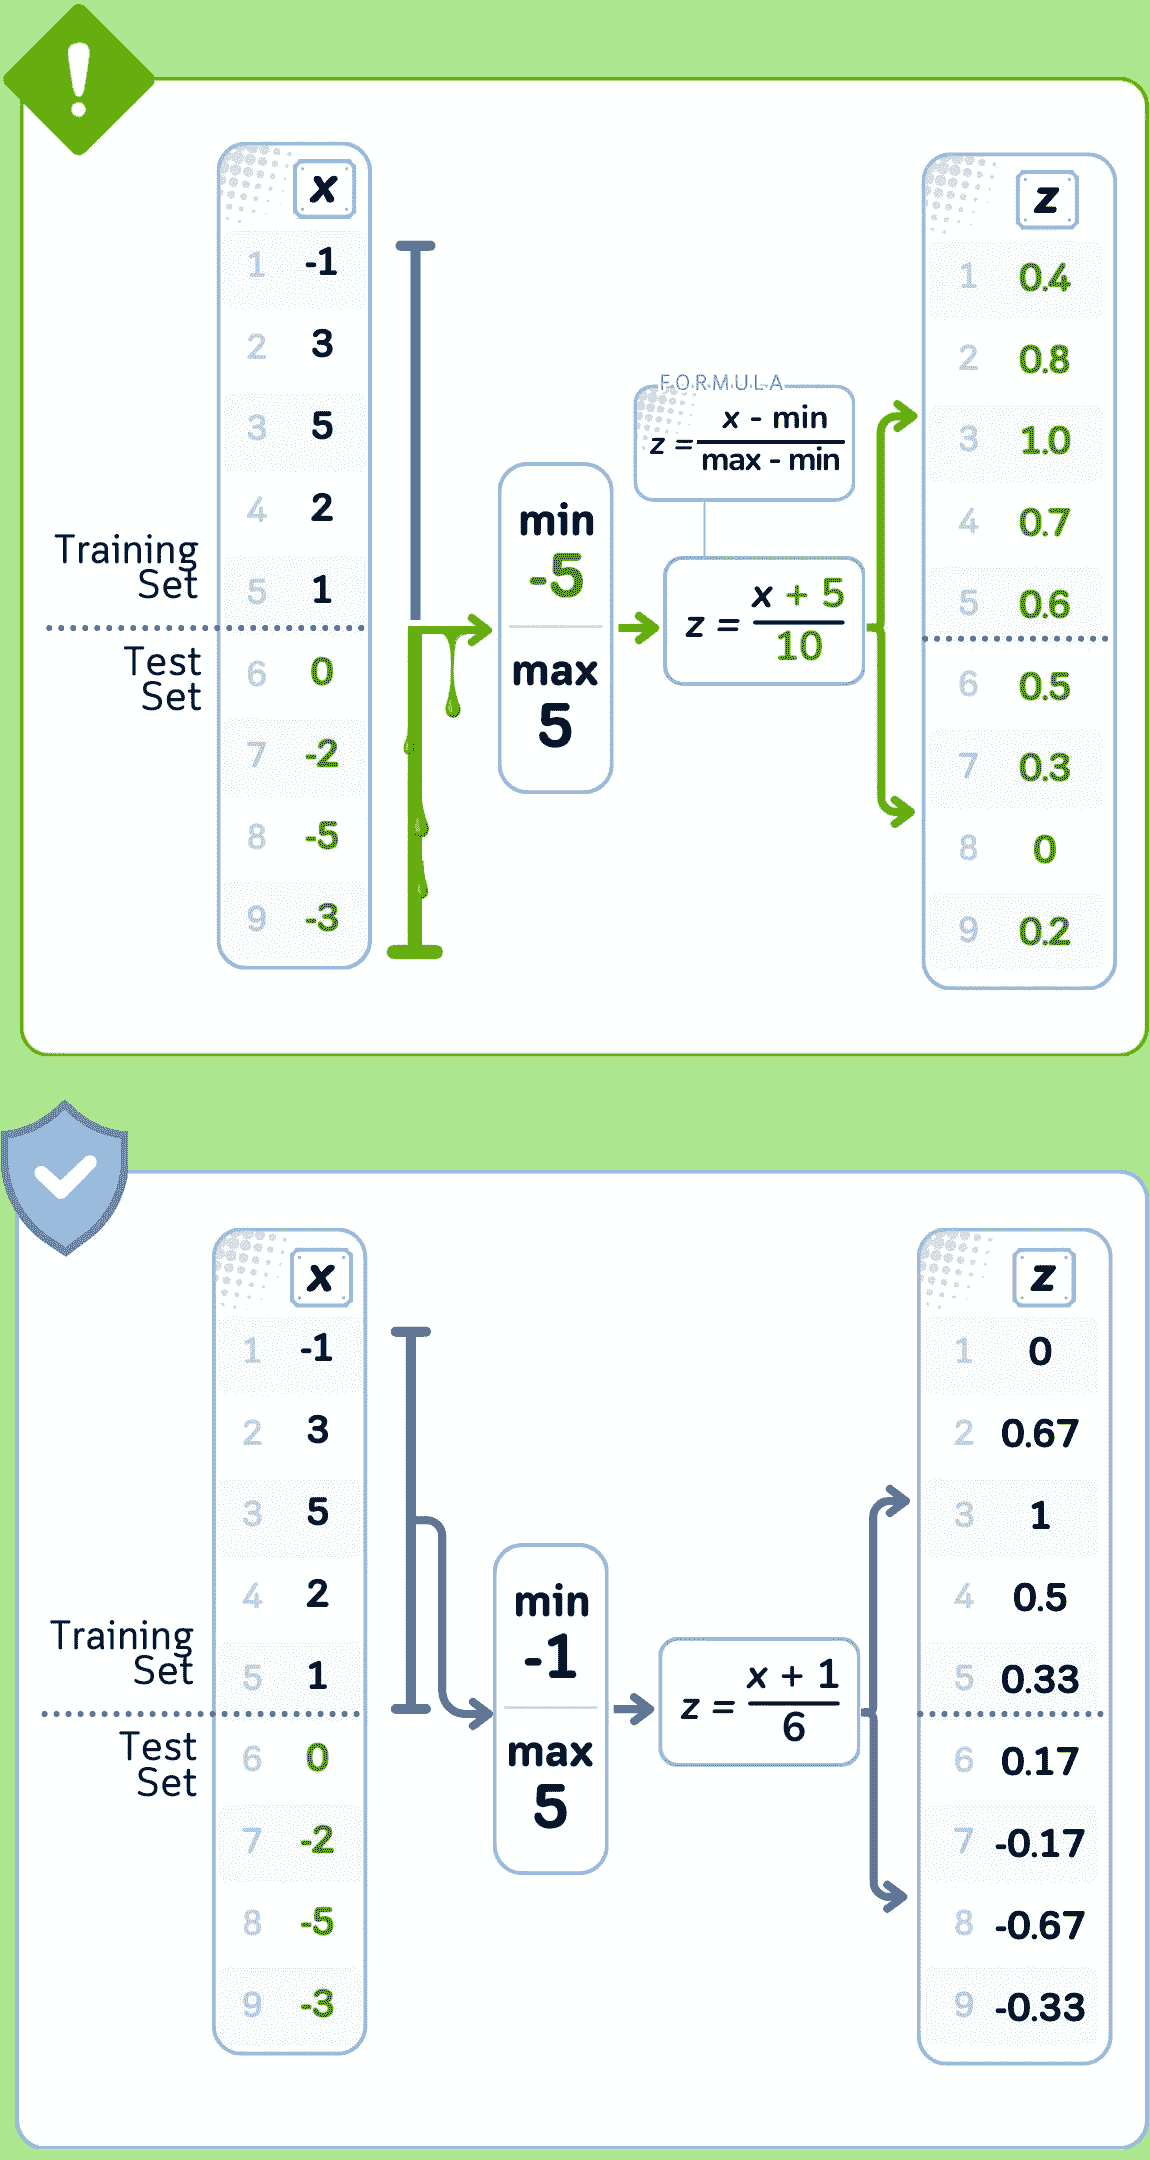 !
x
1 -1
2 3
3 5
4 2
5 1
6 0
7 -2
8 -5
9 -3
Training
Set
Test
Set
min
-5
max
5
FORMULA
z = x - min
max - min
z = x + 5
10
z
1 0.4
2 0.8
3 1.0
4 0.7
5 0.6
6 0.5
7 0.3
8 0
9 0.2
x
1 -1
2 3
3 5
4 2
5 1
6 0
7 -2
8 -5
9 -3
Training
Set
Test
Set
min
-1
max
5
z = x + 1
6
z
1 0
2 0.67
3 1
4 0.5
5 0.33
6 0.17
7 -0.17
8 -0.67
9 -0.33